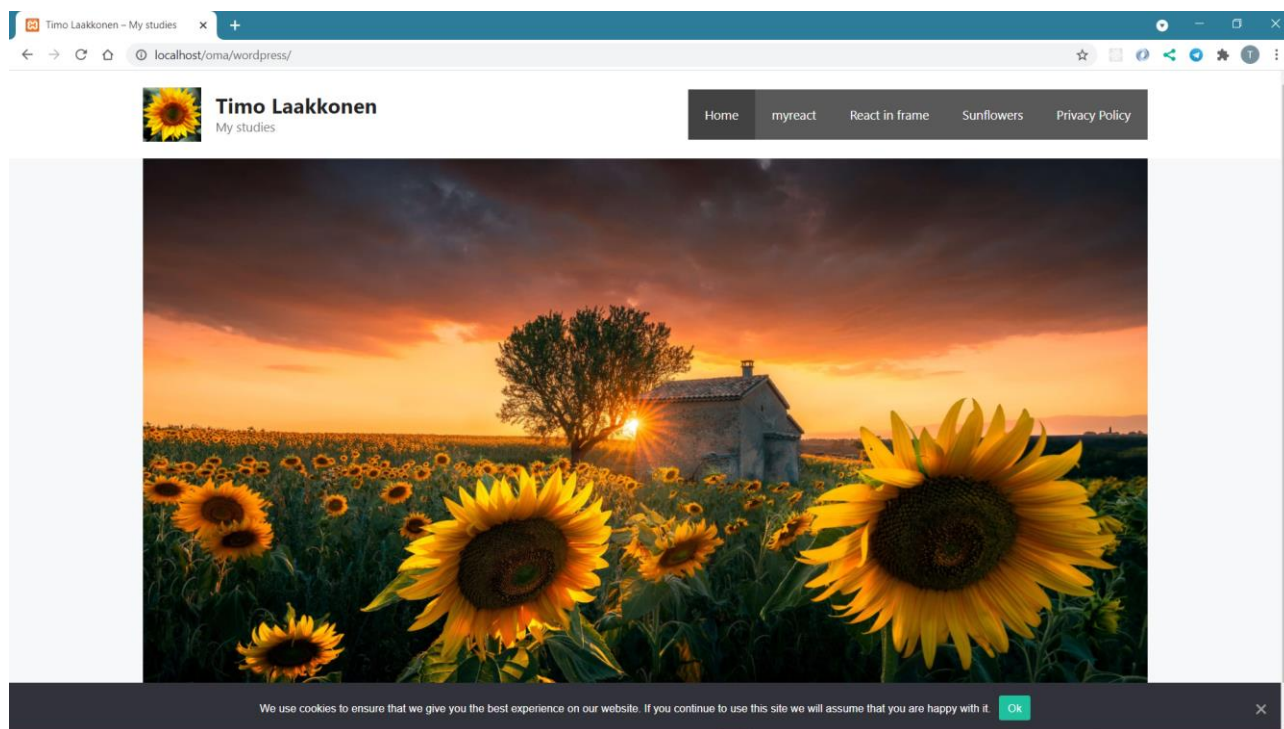 Timo Laakkonen – My studies
localhost/oma/wordpress/
T
Timo Laakkonen
My studies
Home myreact React in frame Sunflowers Privacy Policy
We use cookies to ensure that we give you the best experience on our website. If you continue to use this site we will assume that you are happy with it. Ok